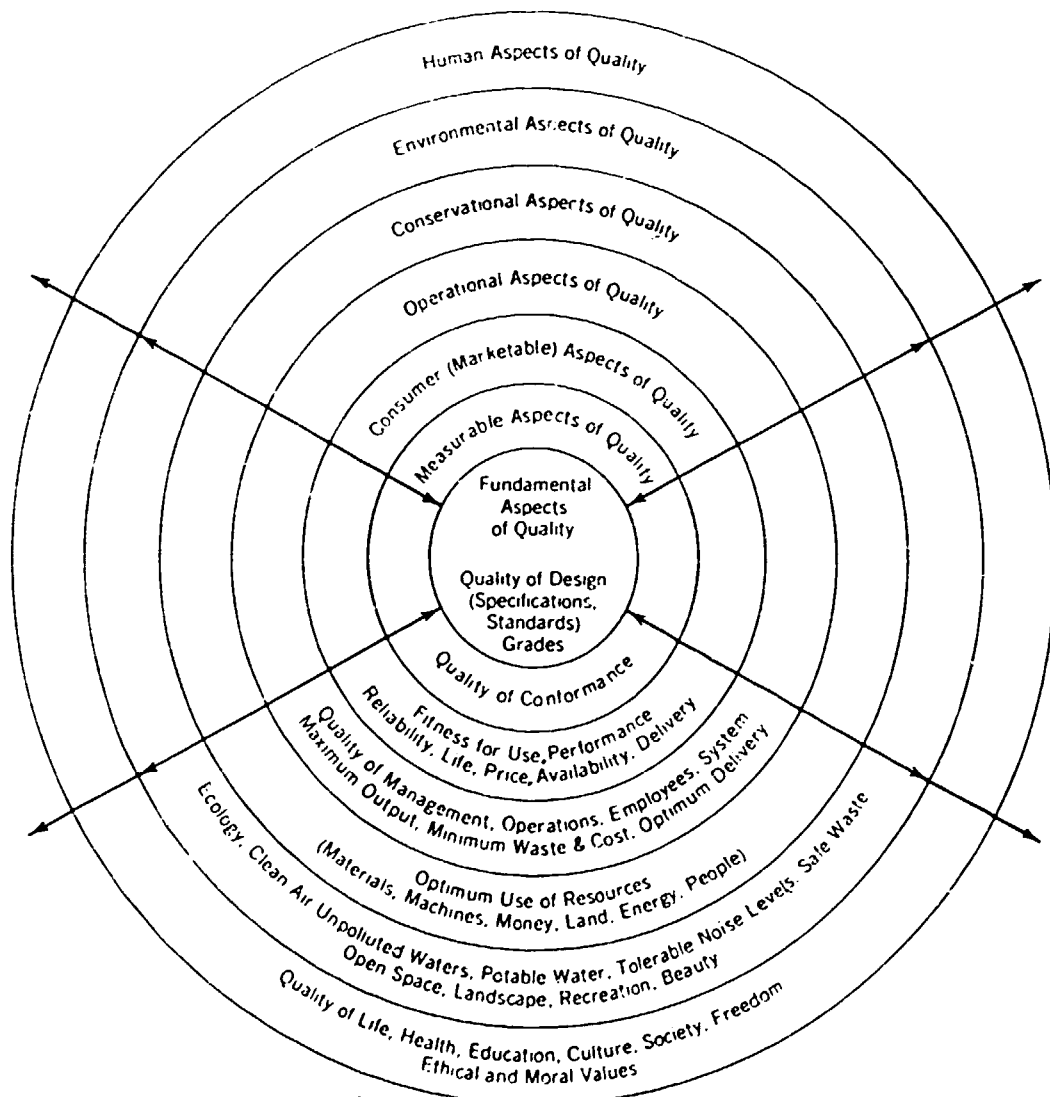 Human Aspects of Quality
Environmental Aspects of Quality
Conservational Aspects of Quality
Operational Aspects of Quality
Consumer (Marketable) Aspects of Quality
Measurable Aspects of Quality
Fundamental
Aspects
of Quality
Quality of Design
(Specifications,
Standards)
Grades
Quality of Conformance
Fitness for Use, Performance
Reliability, Life, Price, Availability, Delivery
Quality of Management, Operations, Employees, System
Maximum Output, Minimum Waste & Cost, Optimum Delivery
Optimum Use of Resources
(Materials, Machines, Money, Land, Energy, People)
Ecology, Clean Air Unpolluted Waters, Potable Water, Tolerable Noise Levels, Safe Waste
Open Space, Landscape, Recreation, Beauty
Quality of Life, Health, Education, Culture, Society, Freedom
Ethical and Moral Values